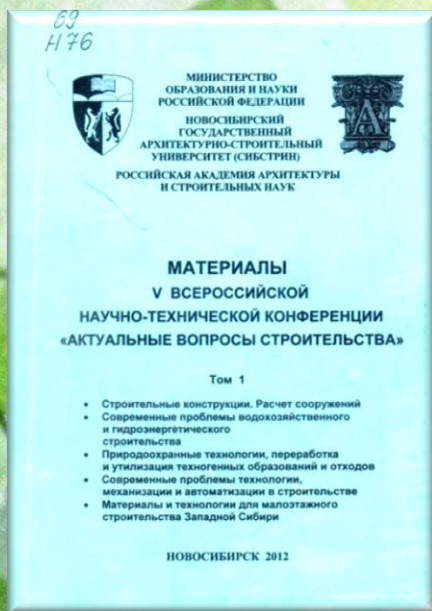 69
Н76
МИНИСТЕРСТВО
ОБРАЗОВАНИЯ И НАУКИ
РОССИЙСКОЙ ФЕДЕРАЦИИ
НОВОСИБИРСКИЙ
ГОСУДАРСТВЕННЫЙ
АРХИТЕКТУРНО-СТРОИТЕЛЬНЫЙ
УНИВЕРСИТЕТ (СИБСТРИН)
РОССИЙСКАЯ АКАДЕМИЯ АРХИТЕКТУРЫ
И СТРОИТЕЛЬНЫХ НАУК
А
МАТЕРИАЛЫ
V ВСЕРОССИЙСКОЙ
НАУЧНО-ТЕХНИЧЕСКОЙ КОНФЕРЕНЦИИ
«АКТУАЛЬНЫЕ ВОПРОСЫ СТРОИТЕЛЬСТВА»
Том 1
• Строительные конструкции. Расчет сооружений
• Современные проблемы водохозяйственного
и гидроэнергетического
строительства
• Природоохранные технологии, переработка
и утилизация техногенных образований и отходов
• Современные проблемы технологии,
механизации и автоматизации в строительстве
• Материалы и технологии для малоэтажного
строительства Западной Сибири
НОВОСИБИРСК 2012